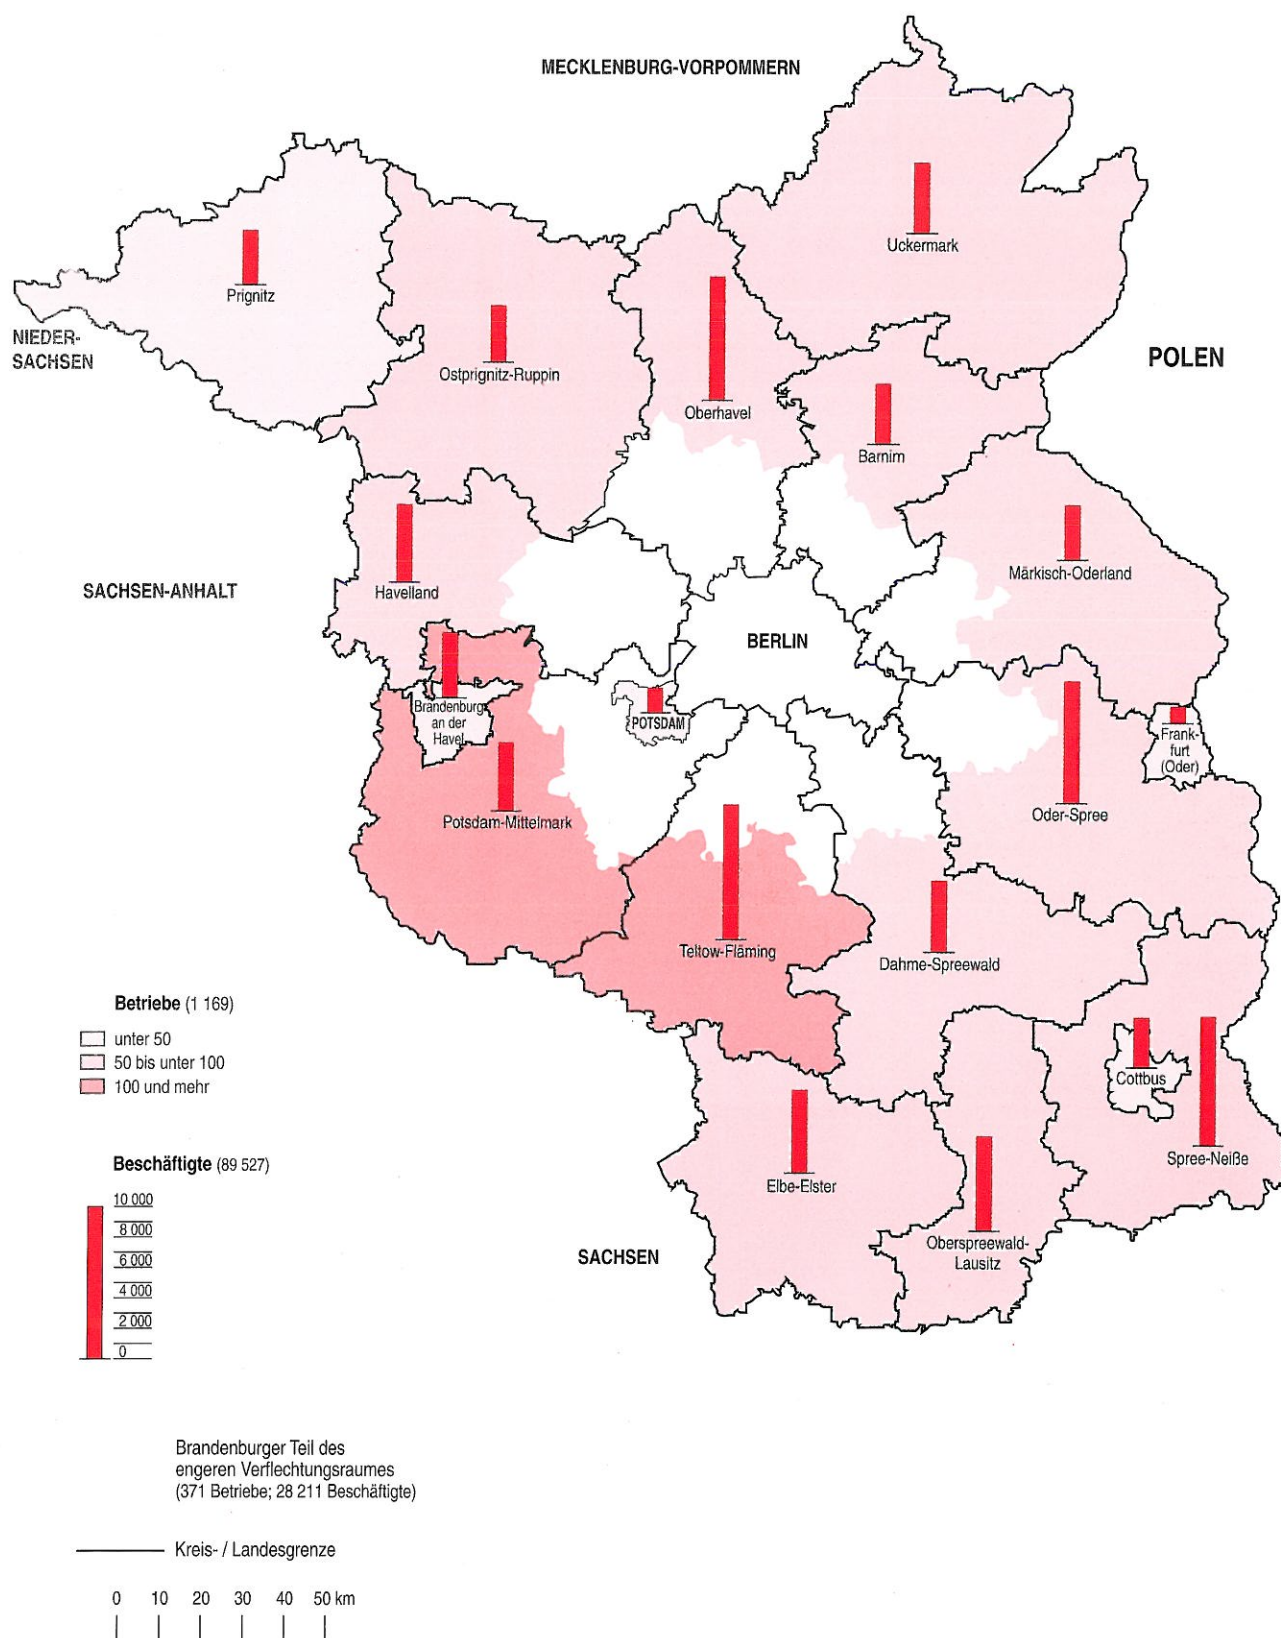 MECKLENBURG-VORPOMMERN
Uckermark
Prignitz
NIEDER-
SACHSEN
Ostprignitz-Ruppin
POLEN
Oberhavel
Barnim
Märkisch-Oderland
Havelland
SACHSEN-ANHALT
BERLIN
Brandenburg
an der
Havel
POTSDAM
Frank-
furt
(Oder)
Oder-Spree
Potsdam-Mittelmark
Teltow-Fläming
Dahme-Spreewald
Cottbus
Spree-Neiße
Elbe-Elster
Oberspreewald-
Lausitz
SACHSEN
Betriebe (1 169)
unter 50
50 bis unter 100
100 und mehr
Beschäftigte (89 527)
10 000
8 000
6 000
4 000
2 000
0
Brandenburger Teil des
engeren Verflechtungsraumes
(371 Betriebe; 28 211 Beschäftigte)
Kreis- / Landesgrenze
0 10 20 30 40 50 km